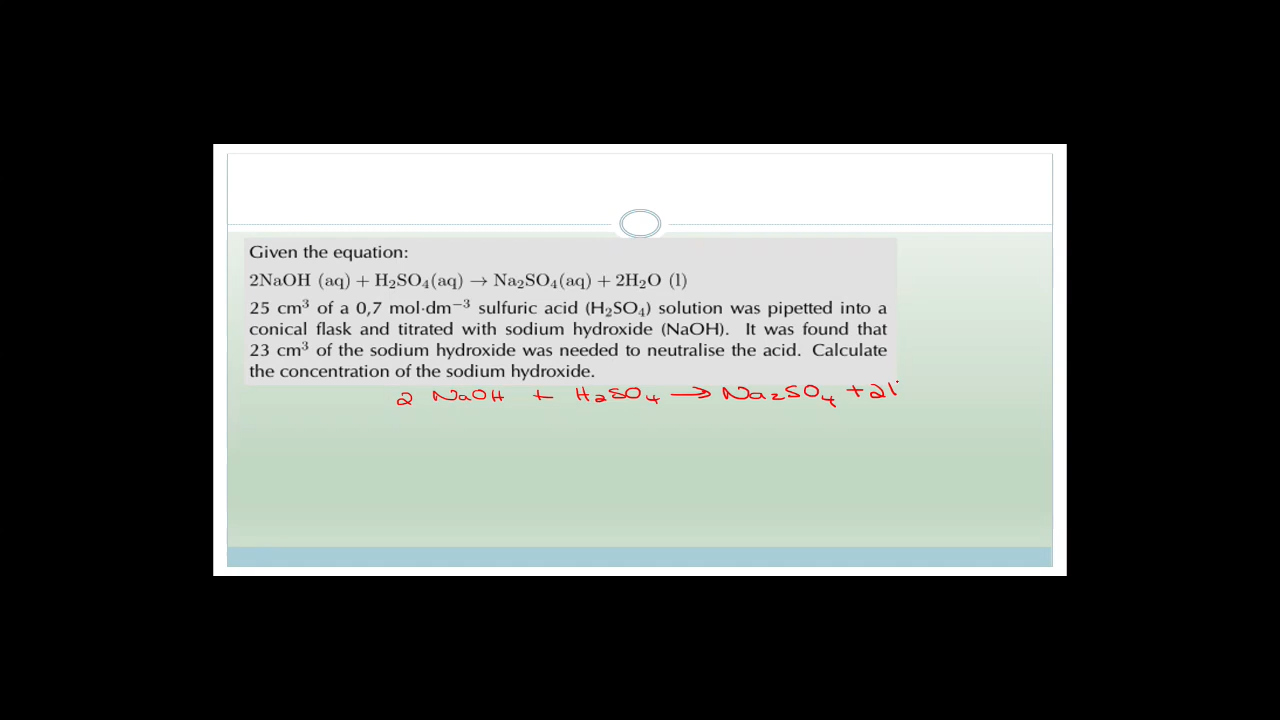 Given the equation:
2NaOH (aq) + H₂SO₄(aq) → Na₂SO₄(aq) + 2H₂O (l)
25 cm³ of a 0,7 mol·dm⁻³ sulfuric acid (H₂SO₄) solution was pipetted into a
conical flask and titrated with sodium hydroxide (NaOH). It was found that
23 cm³ of the sodium hydroxide was needed to neutralise the acid. Calculate
the concentration of the sodium hydroxide.
2 NaOH + H₂SO₄ → Na₂SO₄ + 2